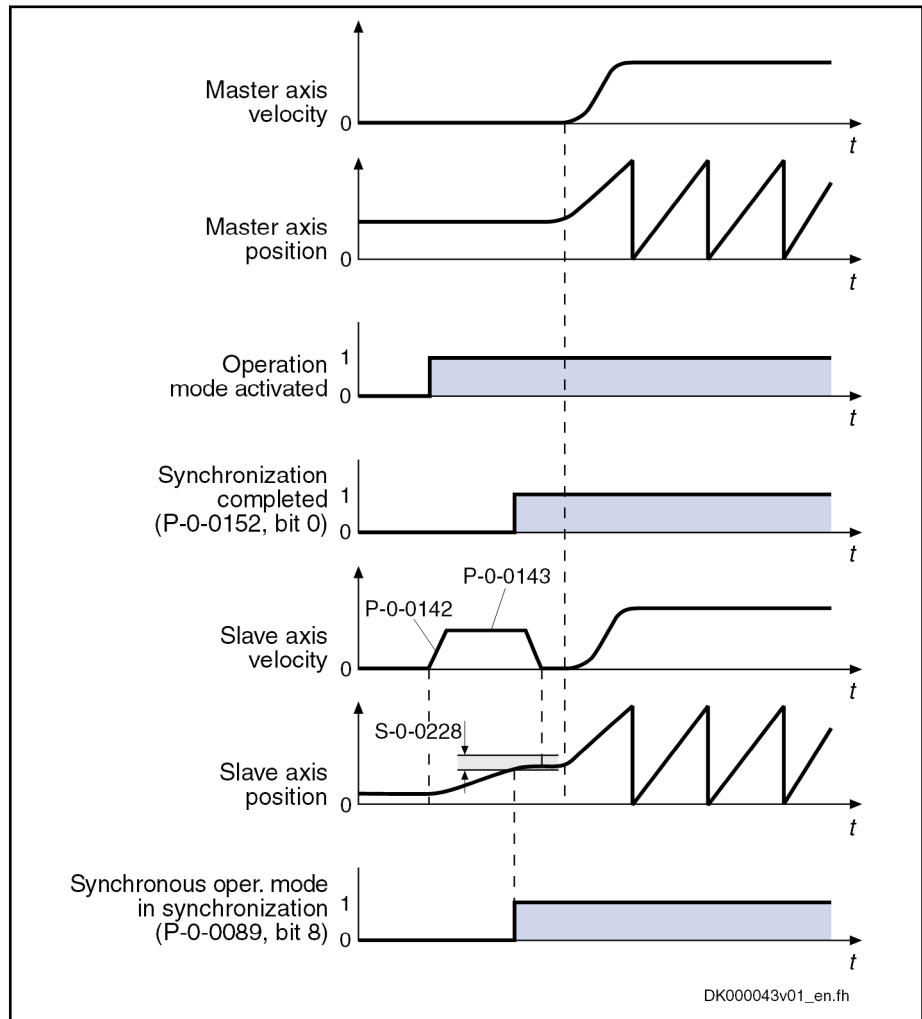 Master axis
velocity
0
t
Master axis
position
0
t
Operation
mode activated
1
0
t
Synchronization
completed
(P-0-0152, bit 0)
1
0
t
P-0-0143
P-0-0142
Slave axis
velocity
0
t
S-0-0228
Slave axis
position
0
t
Synchronous oper. mode
in synchronization
(P-0-0089, bit 8)
1
0
t
DK000043v01_en.fh